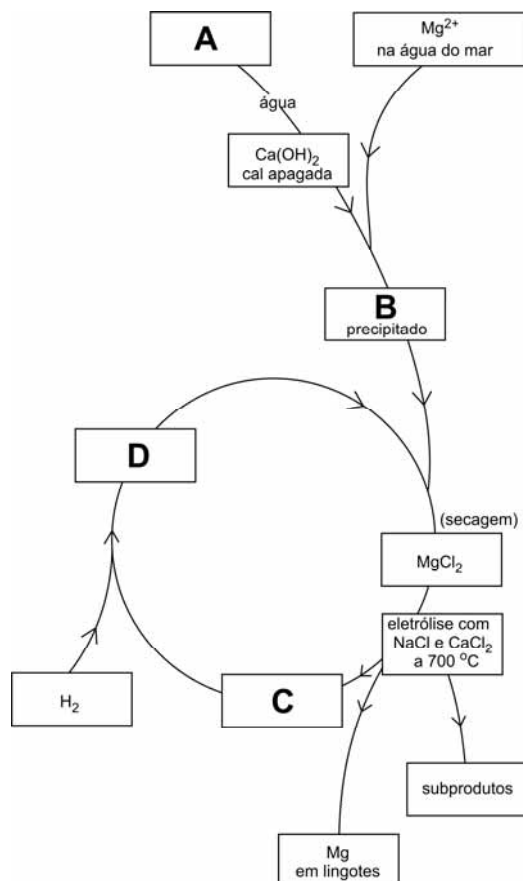 A
Mg²⁺
na água do mar
água
Ca(OH)₂
cal apagada
B
precipitado
D
(secagem)
MgCl₂
eletrólise com
NaCl e CaCl₂
a 700 ºC
H₂
C
subprodutos
Mg
em lingotes